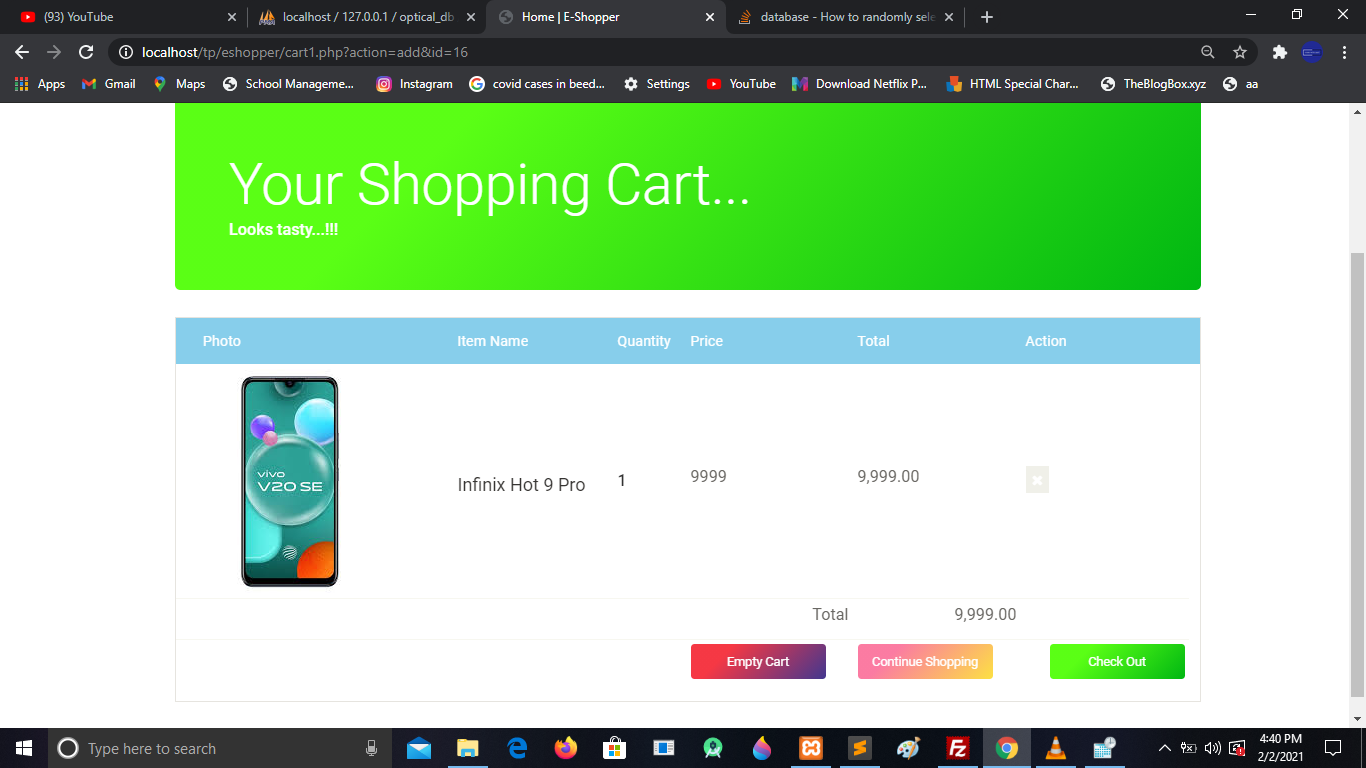 (93) YouTube
localhost / 127.0.0.1 / optical_db
Home | E-Shopper
database - How to randomly sele
localhost/tp/eshopper/cart1.php?action=add&id=16
Apps
Gmail
Maps
School Manageme...
Instagram
covid cases in beed...
Settings
YouTube
Download Netflix P...
HTML Special Char...
TheBlogBox.xyz
aa
Your Shopping Cart...
Looks tasty...!!!
Photo Item Name Quantity Price Total Action
vivo
V20 SE
Infinix Hot 9 Pro 1 9999 9,999.00
Total 9,999.00
Empty Cart Continue Shopping Check Out
Type here to search
4:40 PM
2/2/2021